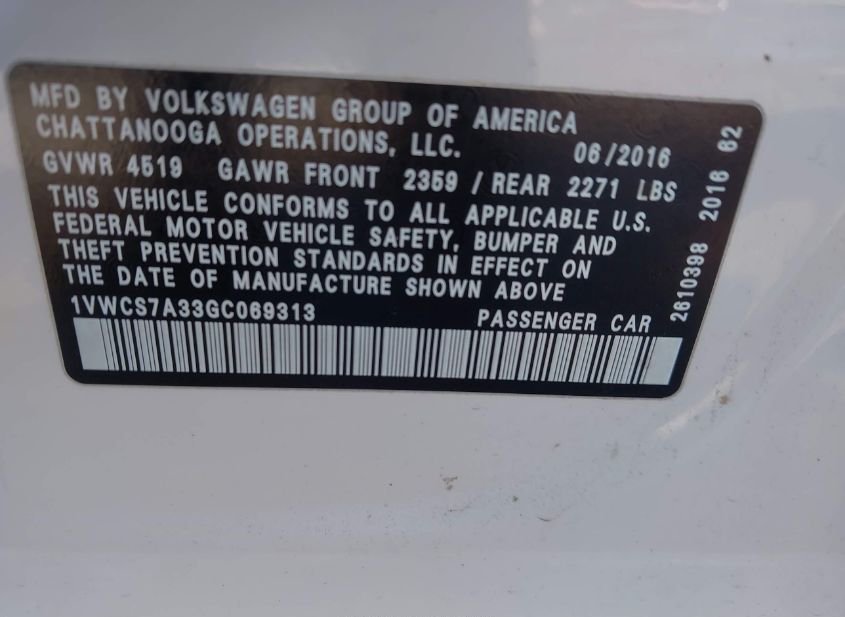 MFD BY VOLKSWAGEN GROUP OF AMERICA
CHATTANOOGA OPERATIONS, LLC. 06/2016
GVWR 4519 GAWR FRONT 2359 / REAR 2271 LBS
THIS VEHICLE CONFORMS TO ALL APPLICABLE U.S.
FEDERAL MOTOR VEHICLE SAFETY, BUMPER AND
THEFT PREVENTION STANDARDS IN EFFECT ON
THE DATE OF MANUFACTURE SHOWN ABOVE
1VWCS7A33GC069313 PASSENGER CAR
2610398 2016 62